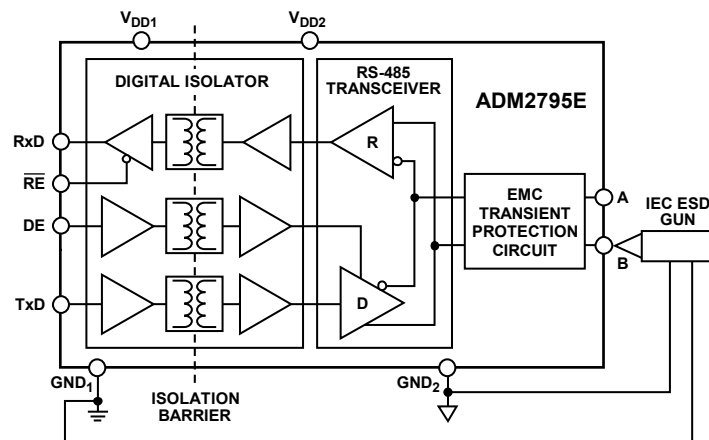 VDD1
VDD2
DIGITAL ISOLATOR
RS-485
TRANSCEIVER
ADM2795E
RxD
R
RE
DE
EMC
TRANSIENT
PROTECTION
CIRCUIT
A
B
IEC ESD
GUN
TxD
D
GND1
ISOLATION
BARRIER
GND2